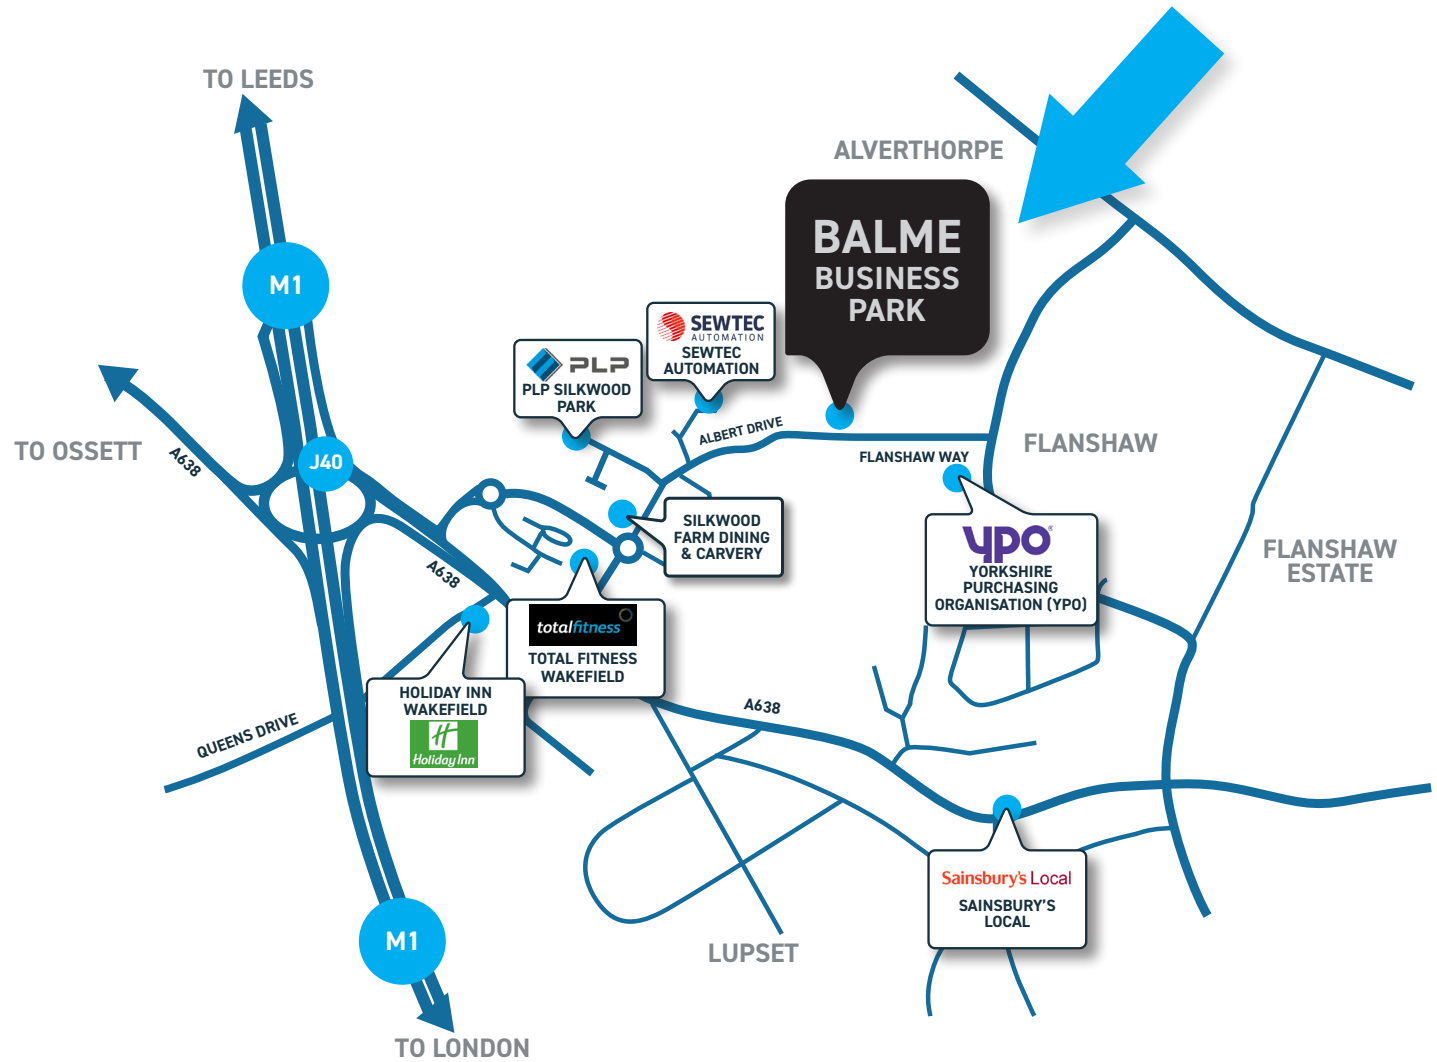 TO LEEDS
ALVERTHORPE
BALME
BUSINESS
PARK
M1
SEWTEC
AUTOMATION
SEWTEC
AUTOMATION
PLP
PLP SILKWOOD
PARK
ALBERT DRIVE
FLANSHAW WAY
FLANSHAW
TO OSSETT
A638
J40
SILKWOOD
FARM DINING
& CARVERY
ypo®
YORKSHIRE
PURCHASING
ORGANISATION (YPO)
FLANSHAW
ESTATE
A638
totalfitness
TOTAL FITNESS
WAKEFIELD
HOLIDAY INN
WAKEFIELD
H
Holiday Inn
QUEENS DRIVE
A638
Sainsbury's Local
SAINSBURY'S
LOCAL
M1
LUPSET
TO LONDON